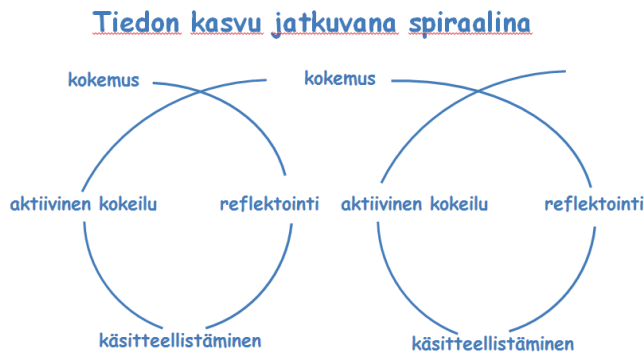 Tiedon kasvu jatkuvana spiraalina
kokemus
kokemus
aktiivinen kokeilu
reflektointi
aktiivinen kokeilu
reflektointi
käsitteellistäminen
käsitteellistäminen